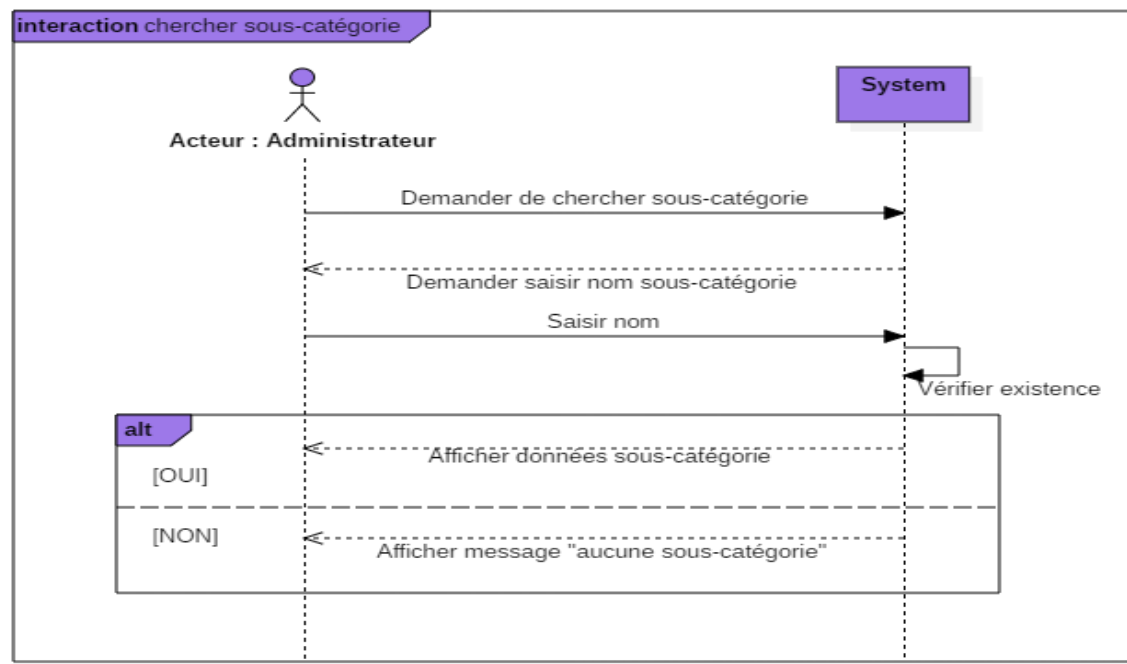 interaction chercher sous-catégorie
System
Acteur : Administrateur
Demander de chercher sous-catégorie
Demander saisir nom sous-catégorie
Saisir nom
Vérifier existence
alt
Afficher données sous-catégorie
[OUI]
[NON]
Afficher message "aucune sous-catégorie"